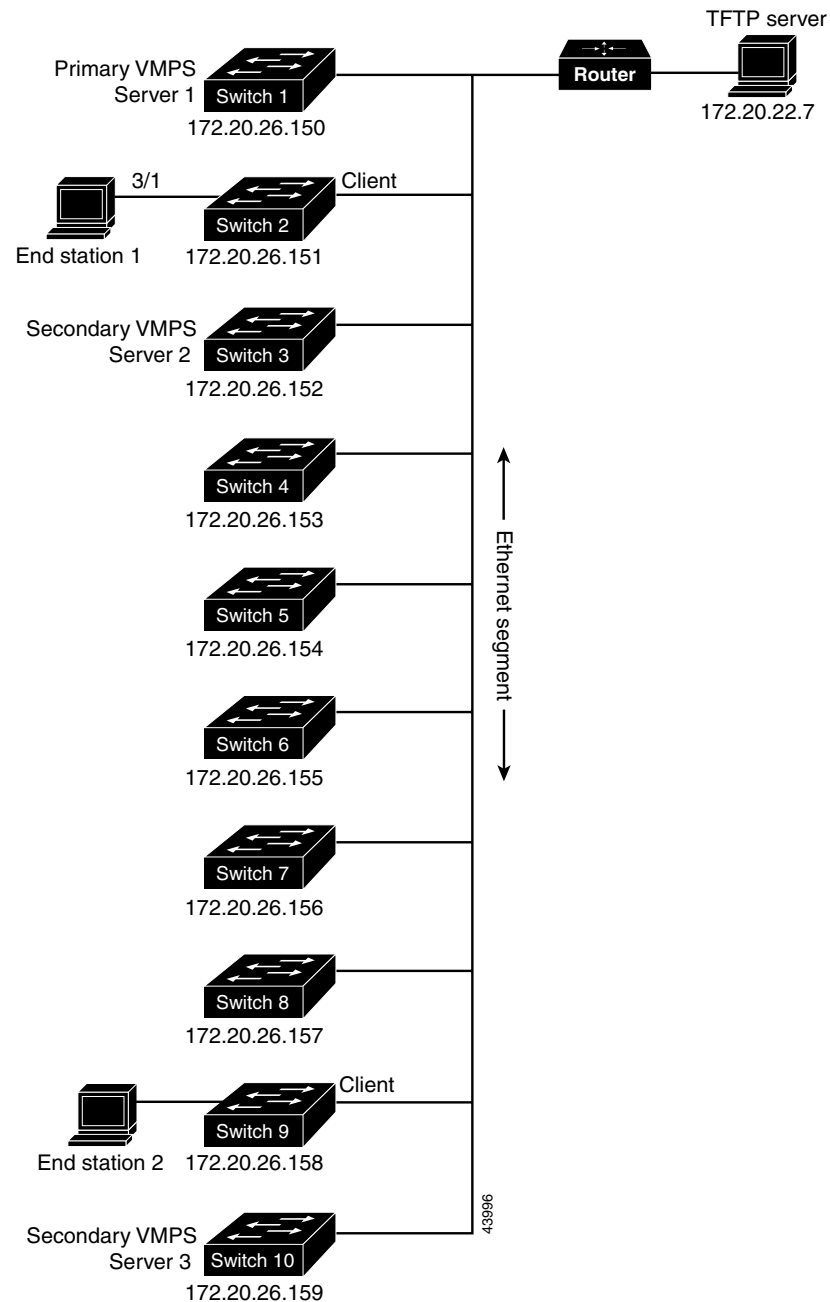 TFTP server
Primary VMPS
Server 1
Switch 1
172.20.26.150
Router
172.20.22.7
3/1
Client
Switch 2
End station 1
172.20.26.151
Secondary VMPS
Server 2
Switch 3
172.20.26.152
Switch 4
172.20.26.153
Ethernet segment
Switch 5
172.20.26.154
Switch 6
172.20.26.155
Switch 7
172.20.26.156
Switch 8
172.20.26.157
Client
Switch 9
End station 2
172.20.26.158
43996
Secondary VMPS
Server 3
Switch 10
172.20.26.159